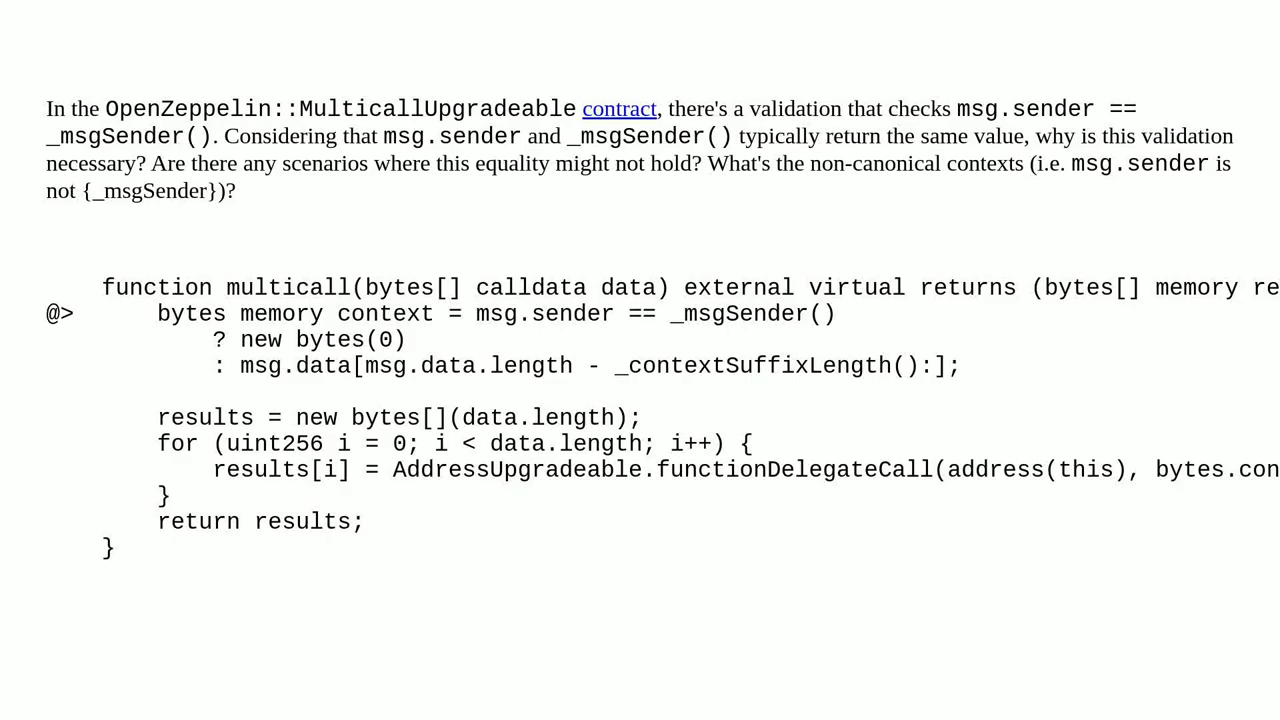 In the OpenZeppelin::MulticallUpgradeable contract, there's a validation that checks msg.sender ==
_msgSender(). Considering that msg.sender and _msgSender() typically return the same value, why is this validation
necessary? Are there any scenarios where this equality might not hold? What's the non-canonical contexts (i.e. msg.sender is
not {_msgSender})?
function multicall(bytes[] calldata data) external virtual returns (bytes[] memory re
@>      bytes memory context = msg.sender == _msgSender()
? new bytes(0)
: msg.data[msg.data.length - _contextSuffixLength():];
results = new bytes[](data.length);
for (uint256 i = 0; i < data.length; i++) {
results[i] = AddressUpgradeable.functionDelegateCall(address(this), bytes.con
}
return results;
}